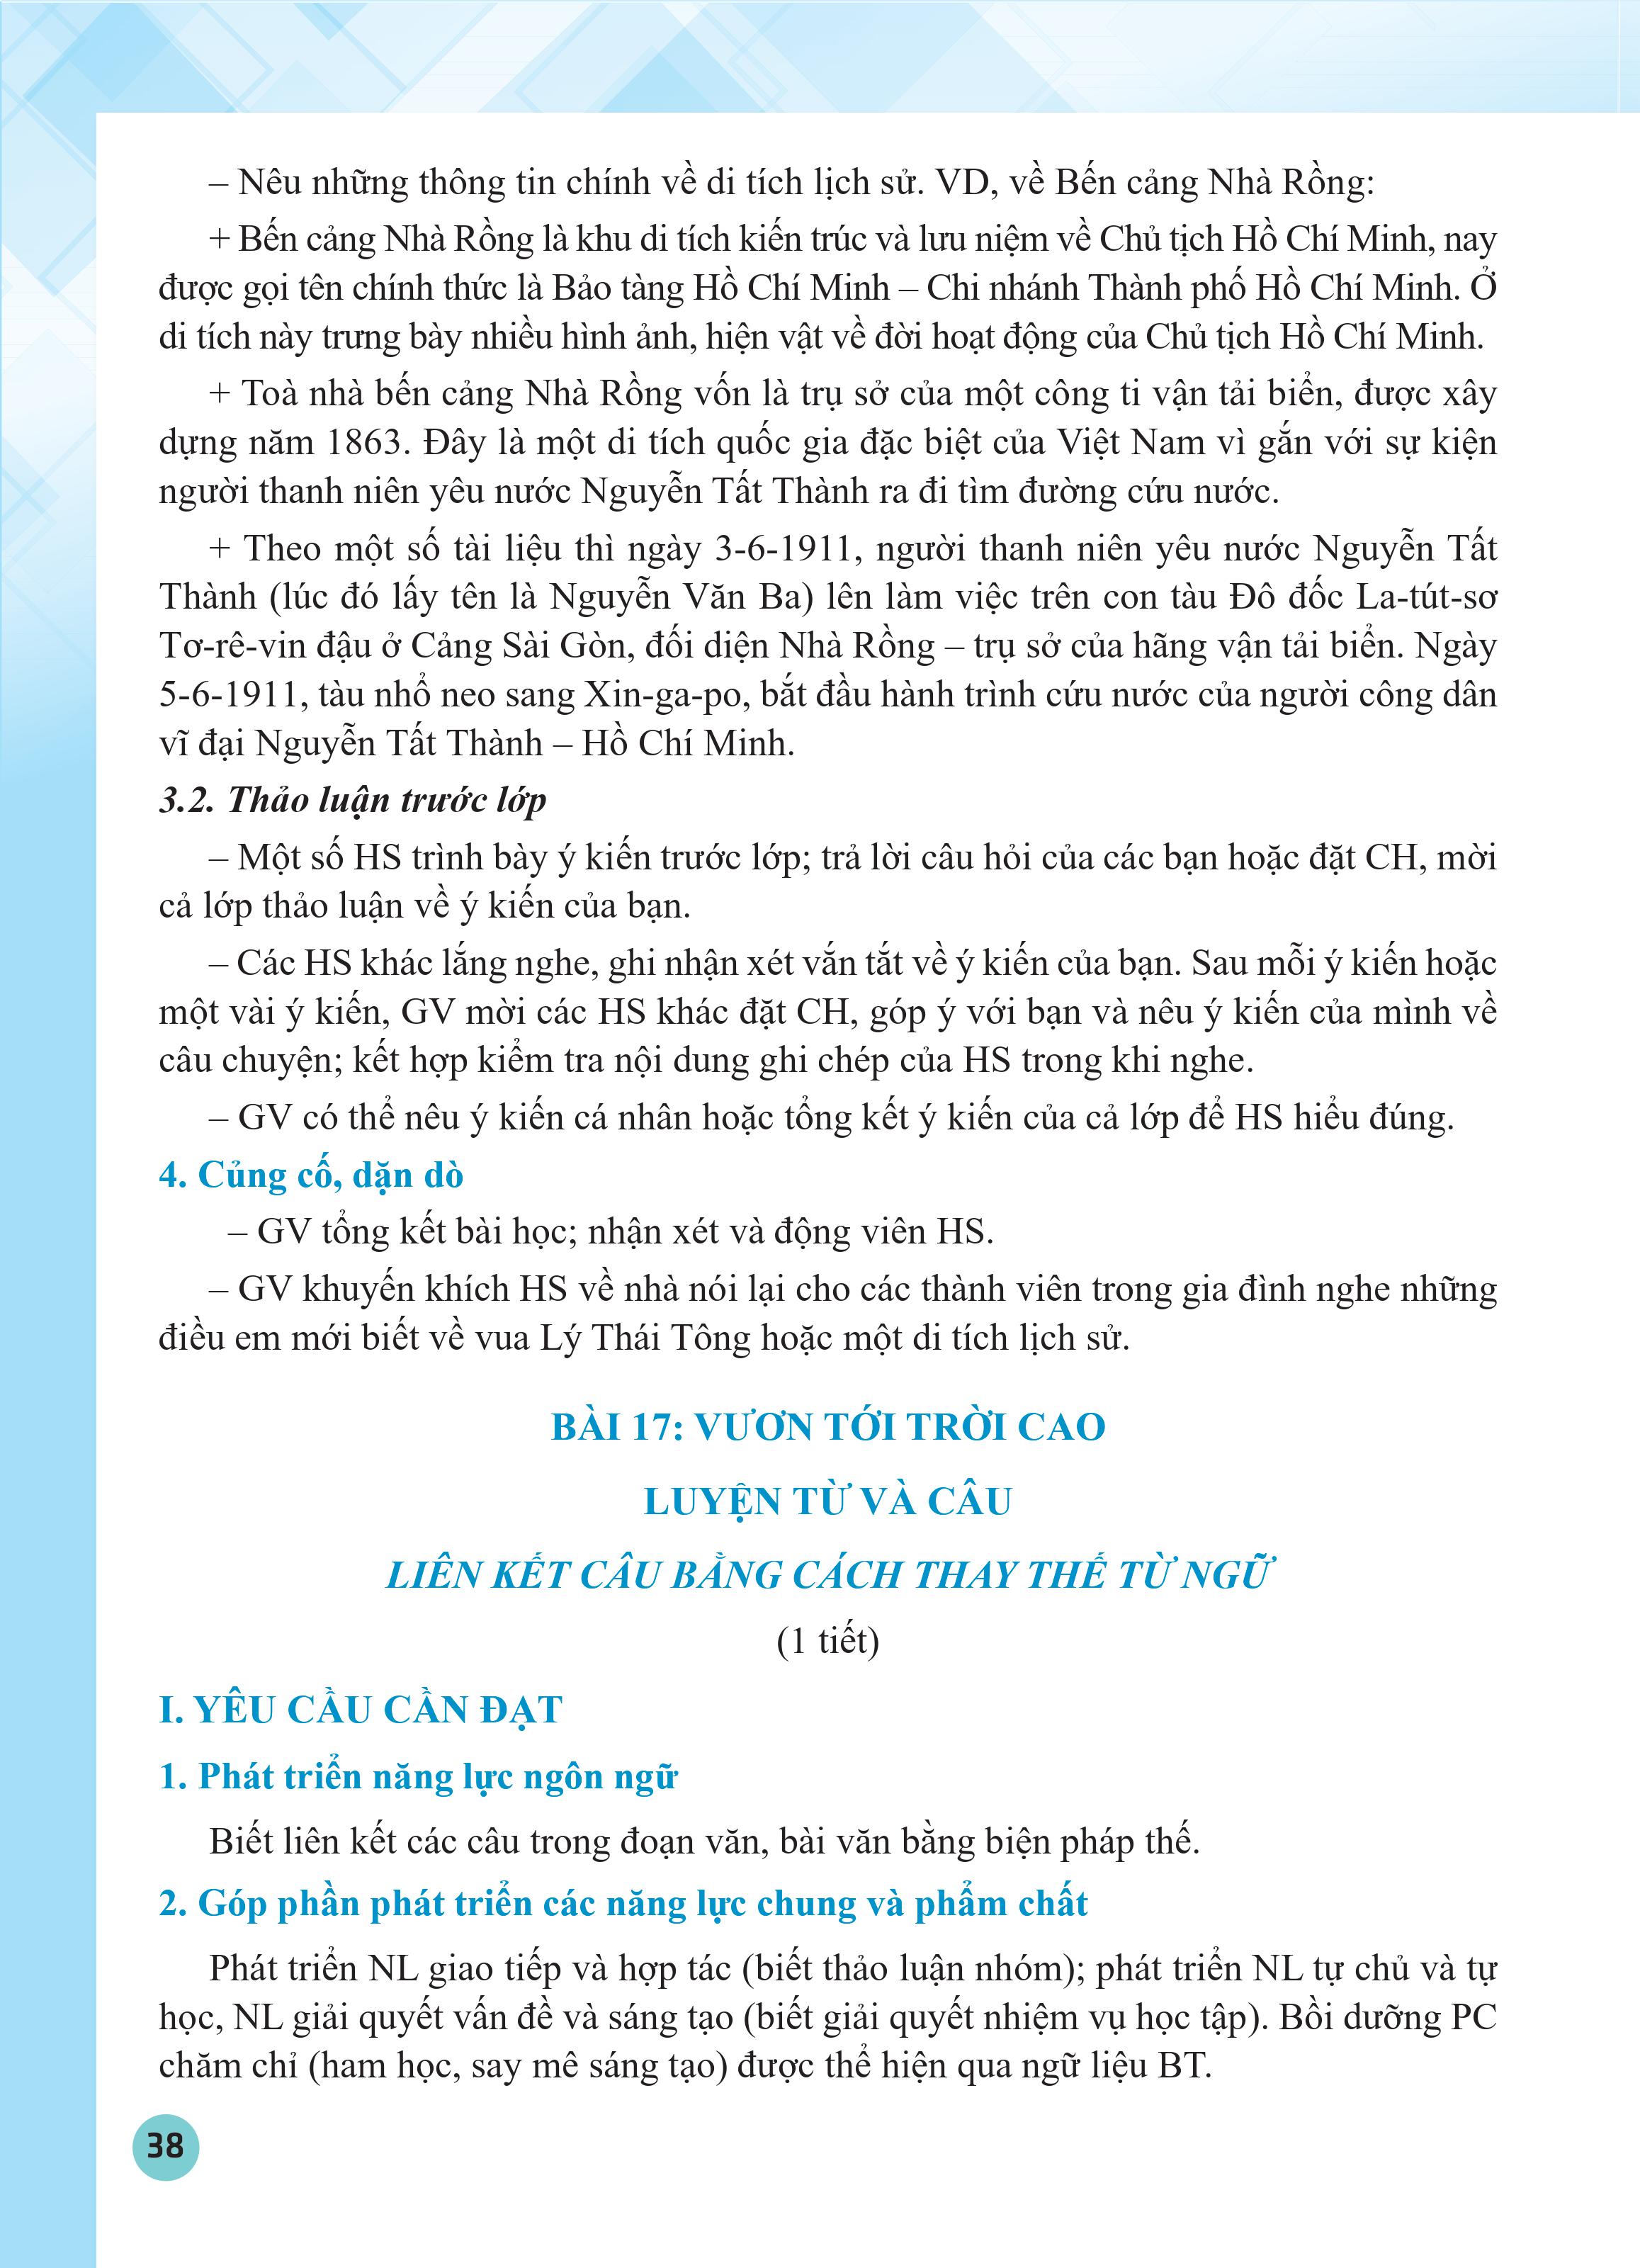 – Nêu những thông tin chính về di tích lịch sử. VD, về Bến cảng Nhà Rồng:
+ Bến cảng Nhà Rồng là khu di tích kiến trúc và lưu niệm về Chủ tịch Hồ Chí Minh, nay
được gọi tên chính thức là Bảo tàng Hồ Chí Minh – Chi nhánh Thành phố Hồ Chí Minh. Ở
di tích này trưng bày nhiều hình ảnh, hiện vật về đời hoạt động của Chủ tịch Hồ Chí Minh.
+ Toà nhà bến cảng Nhà Rồng vốn là trụ sở của một công ti vận tải biển, được xây
dựng năm 1863. Đây là một di tích quốc gia đặc biệt của Việt Nam vì gắn với sự kiện
người thanh niên yêu nước Nguyễn Tất Thành ra đi tìm đường cứu nước.
+ Theo một số tài liệu thì ngày 3-6-1911, người thanh niên yêu nước Nguyễn Tất
Thành (lúc đó lấy tên là Nguyễn Văn Ba) lên làm việc trên con tàu Đô đốc La-tút-sơ
Tơ-rê-vin đậu ở Cảng Sài Gòn, đối diện Nhà Rồng – trụ sở của hãng vận tải biển. Ngày
5-6-1911, tàu nhổ neo sang Xin-ga-po, bắt đầu hành trình cứu nước của người công dân
vĩ đại Nguyễn Tất Thành – Hồ Chí Minh.
3.2. Thảo luận trước lớp
– Một số HS trình bày ý kiến trước lớp; trả lời câu hỏi của các bạn hoặc đặt CH, mời
cả lớp thảo luận về ý kiến của bạn.
– Các HS khác lắng nghe, ghi nhận xét vắn tắt về ý kiến của bạn. Sau mỗi ý kiến hoặc
một vài ý kiến, GV mời các HS khác đặt CH, góp ý với bạn và nêu ý kiến của mình về
câu chuyện; kết hợp kiểm tra nội dung ghi chép của HS trong khi nghe.
– GV có thể nêu ý kiến cá nhân hoặc tổng kết ý kiến của cả lớp để HS hiểu đúng.
4. Củng cố, dặn dò
– GV tổng kết bài học; nhận xét và động viên HS.
– GV khuyến khích HS về nhà nói lại cho các thành viên trong gia đình nghe những
điều em mới biết về vua Lý Thái Tông hoặc một di tích lịch sử.
BÀI 17: VƯƠN TỚI TRỜI CAO
LUYỆN TỪ VÀ CÂU
LIÊN KẾT CÂU BẰNG CÁCH THAY THẾ TỪ NGỮ
(1 tiết)
I. YÊU CẦU CẦN ĐẠT
1. Phát triển năng lực ngôn ngữ
Biết liên kết các câu trong đoạn văn, bài văn bằng biện pháp thế.
2. Góp phần phát triển các năng lực chung và phẩm chất
Phát triển NL giao tiếp và hợp tác (biết thảo luận nhóm); phát triển NL tự chủ và tự
học, NL giải quyết vấn đề và sáng tạo (biết giải quyết nhiệm vụ học tập). Bồi dưỡng PC
chăm chỉ (ham học, say mê sáng tạo) được thể hiện qua ngữ liệu BT.
38